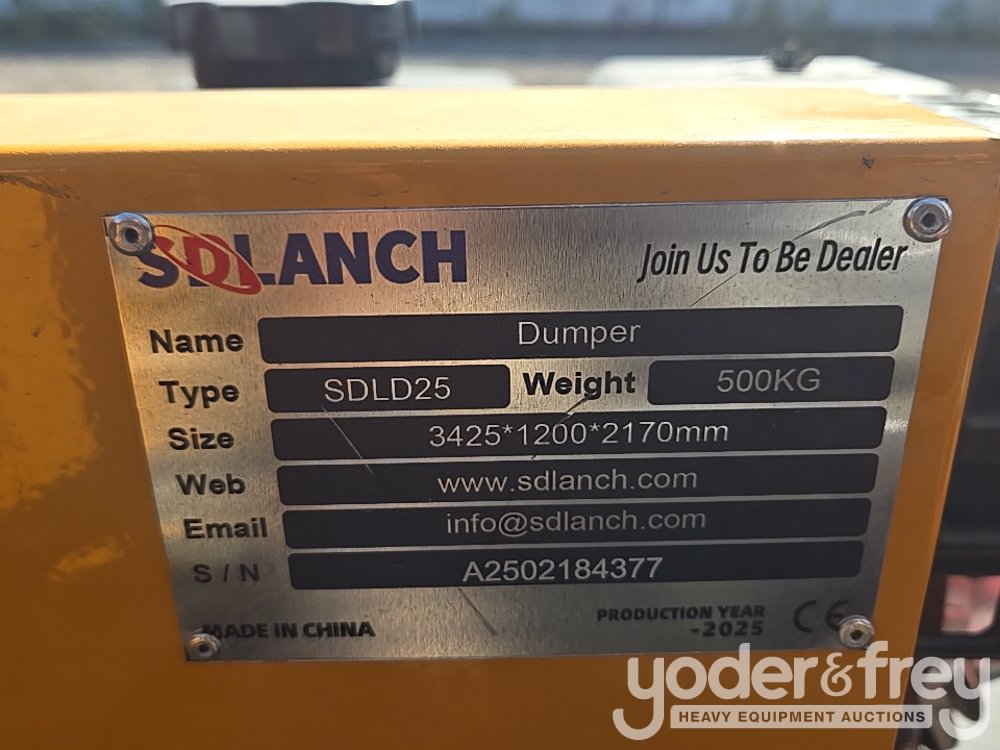 SDLANCH Join Us To Be Dealer
Name Dumper
Type SDLD25 Weight 500KG
Size 3425*1200*2170mm
Web www.sdlanch.com
Email info@sdlanch.com
S / N A2502184377
MADE IN CHINA PRODUCTION YEAR
-2025 CE
yoder&frey
HEAVY EQUIPMENT AUCTIONS